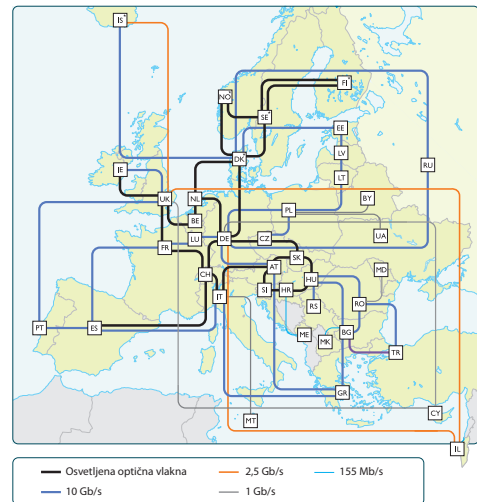 IS
NO
FI
SE
EE
DK
LV
RU
IE
LT
UK
NL
BY
PL
BE
UA
LU
DE
CZ
FR
SK
AT
MD
CH
HU
IT
SI
HR
RS
RO
PT
ES
BG
ME
MK
TR
GR
MT
CY
IL
Osvetljena optična vlakna 2,5 Gb/s 155 Mb/s
10 Gb/s 1 Gb/s